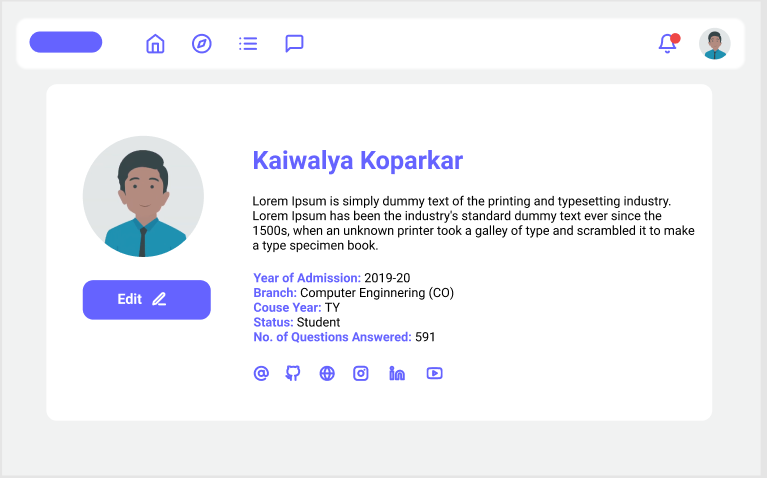 Kaiwalya Koparkar
Lorem Ipsum is simply dummy text of the printing and typesetting industry.
Lorem Ipsum has been the industry's standard dummy text ever since the
1500s, when an unknown printer took a galley of type and scrambled it to make
a type specimen book.
Edit
Year of Admission: 2019-20
Branch: Computer Enginnering (CO)
Couse Year: TY
Status: Student
No. of Questions Answered: 591